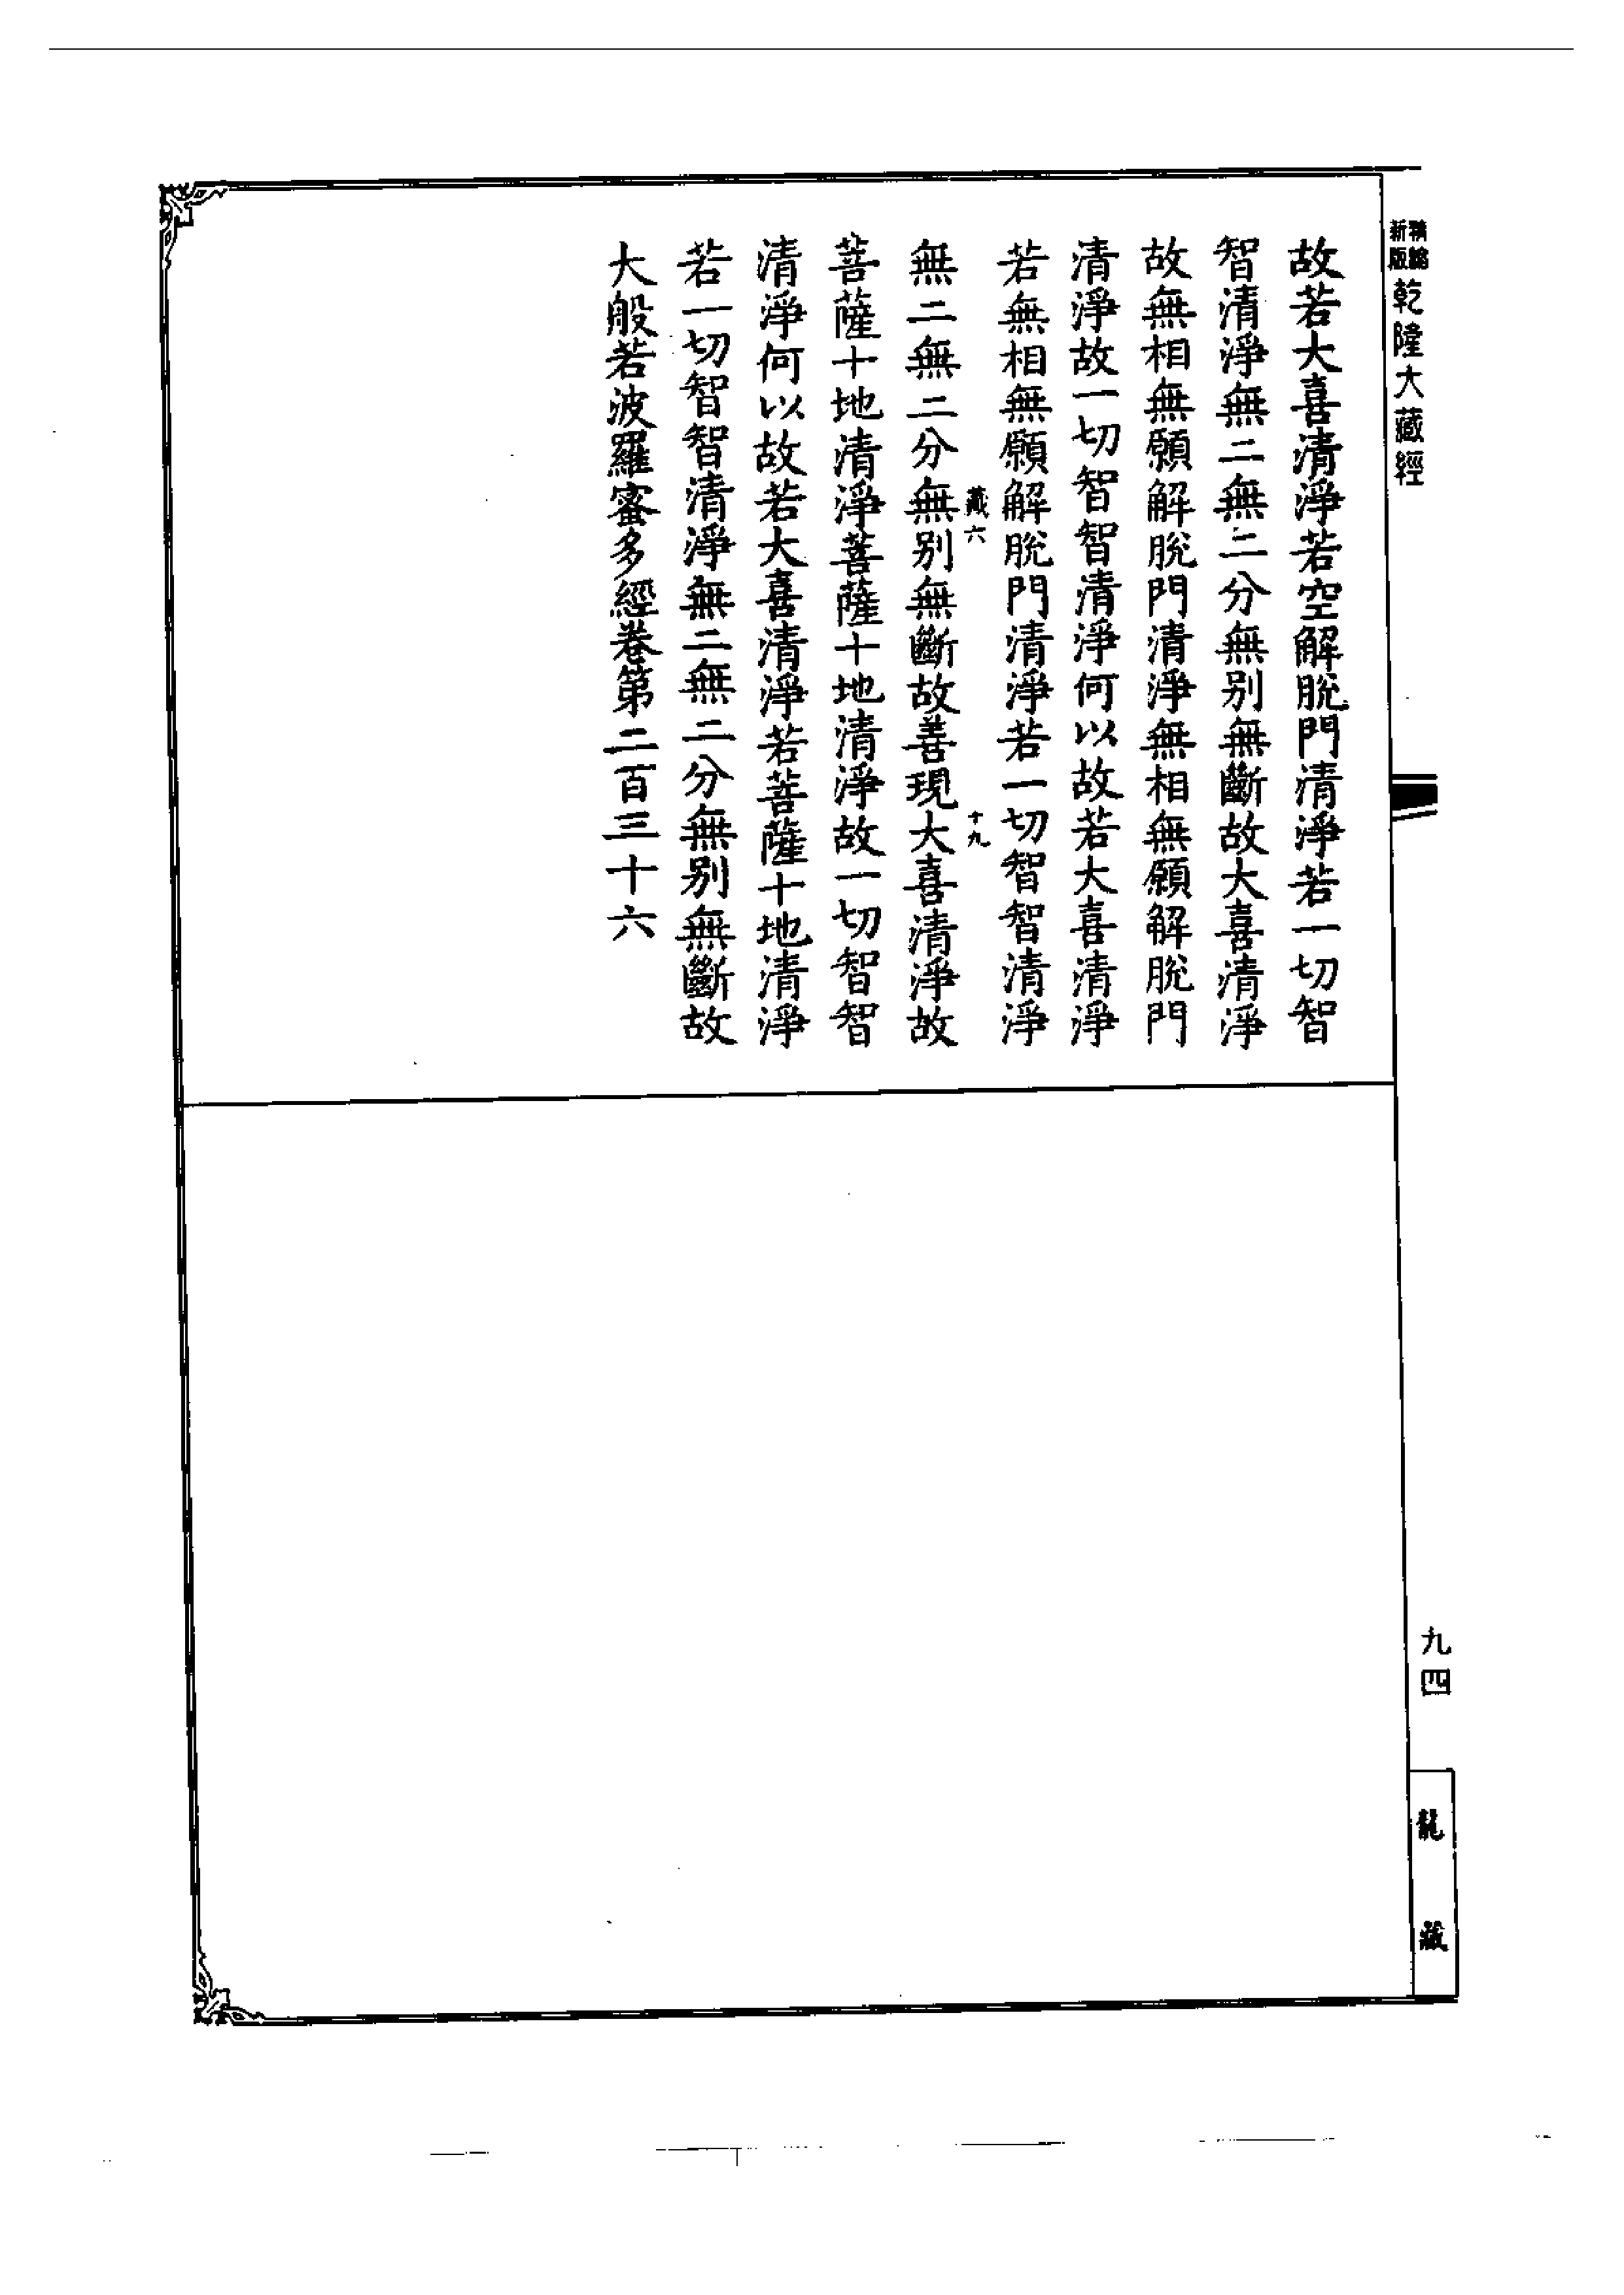 新版
精縮
乾隆大藏經
故若大喜清淨若空解脫門清淨若一切智
智清淨無二無二分無別無斷故大喜清淨
故無相無願解脫門清淨無相無願解脫門
清淨故一切智智清淨何以故若大喜清淨
若無相無願解脫門清淨若一切智智清淨
藏六
十九
無二無二分無別無斷故善現大喜清淨故
菩薩十地清淨菩薩十地清淨故一切智智
清淨何以故若大喜清淨若菩薩十地清淨
若一切智智清淨無二無二分無別無斷故
大般若波羅蜜多經卷第二百三十六
九四
龍藏